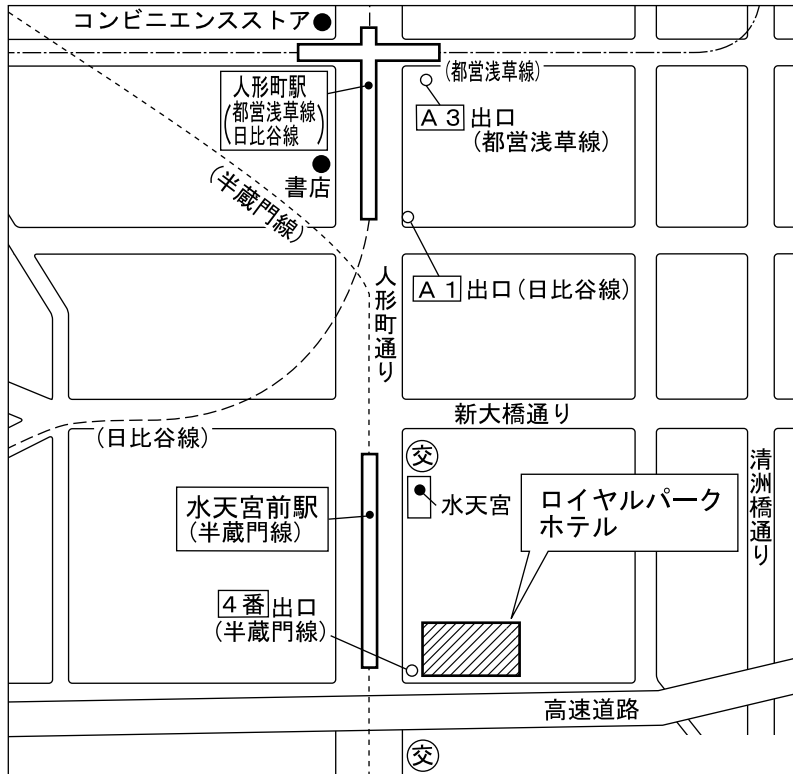 コンビニエンスストア
(都営浅草線)
人形町駅
(都営浅草線
日比谷線)
A3 出口
(都営浅草線)
書店
(半蔵門線)
A1 出口(日比谷線)
人形町通り
新大橋通り
(日比谷線)
交
清洲橋通り
水天宮
ロイヤルパーク
ホテル
水天宮前駅
(半蔵門線)
4番 出口
(半蔵門線)
高速道路
交